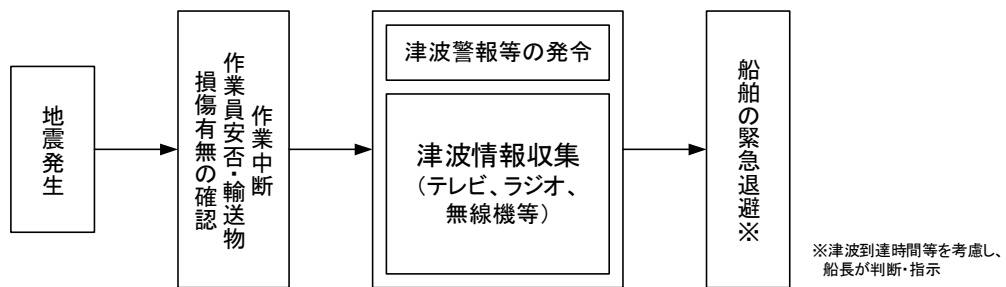 地震発生
作業中断
作業員安否・輸送物
損傷有無の確認
津波警報等の発令
津波情報収集
（テレビ、ラジオ、
無線機等）
船舶の緊急退避※
※津波到達時間等を考慮し、
船長が判断・指示